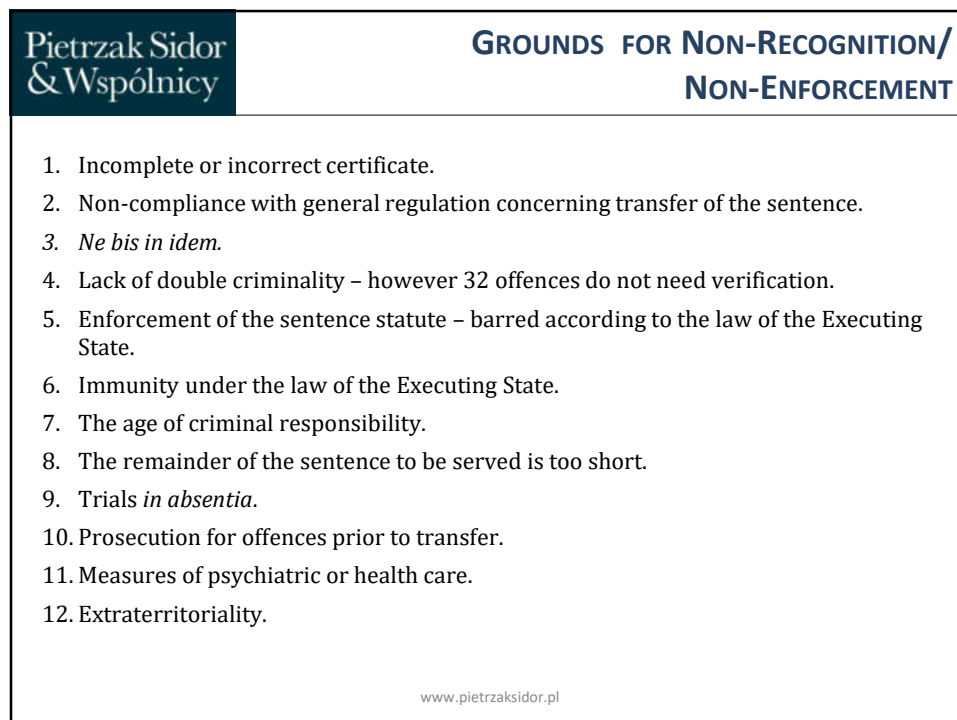 Pietrzak Sidor
& Wspólnicy
GROUNDS FOR NON-RECOGNITION/
NON-ENFORCEMENT
1. Incomplete or incorrect certificate.
2. Non-compliance with general regulation concerning transfer of the sentence.
3. Ne bis in idem.
4. Lack of double criminality – however 32 offences do not need verification.
5. Enforcement of the sentence statute – barred according to the law of the Executing
State.
6. Immunity under the law of the Executing State.
7. The age of criminal responsibility.
8. The remainder of the sentence to be served is too short.
9. Trials in absentia.
10. Prosecution for offences prior to transfer.
11. Measures of psychiatric or health care.
12. Extraterritoriality.
www.pietrzaksidor.pl